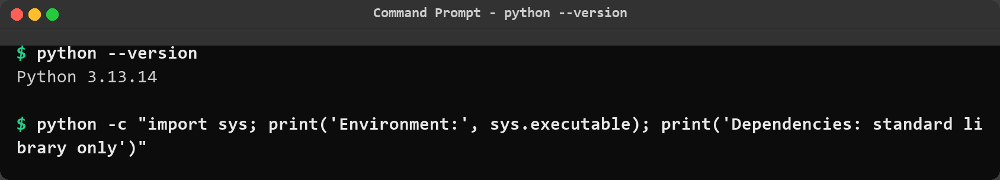 Command Prompt - python --version
$ python --version
Python 3.13.14
$ python -c "import sys; print('Environment:', sys.executable); print('Dependencies: standard li
brary only')"